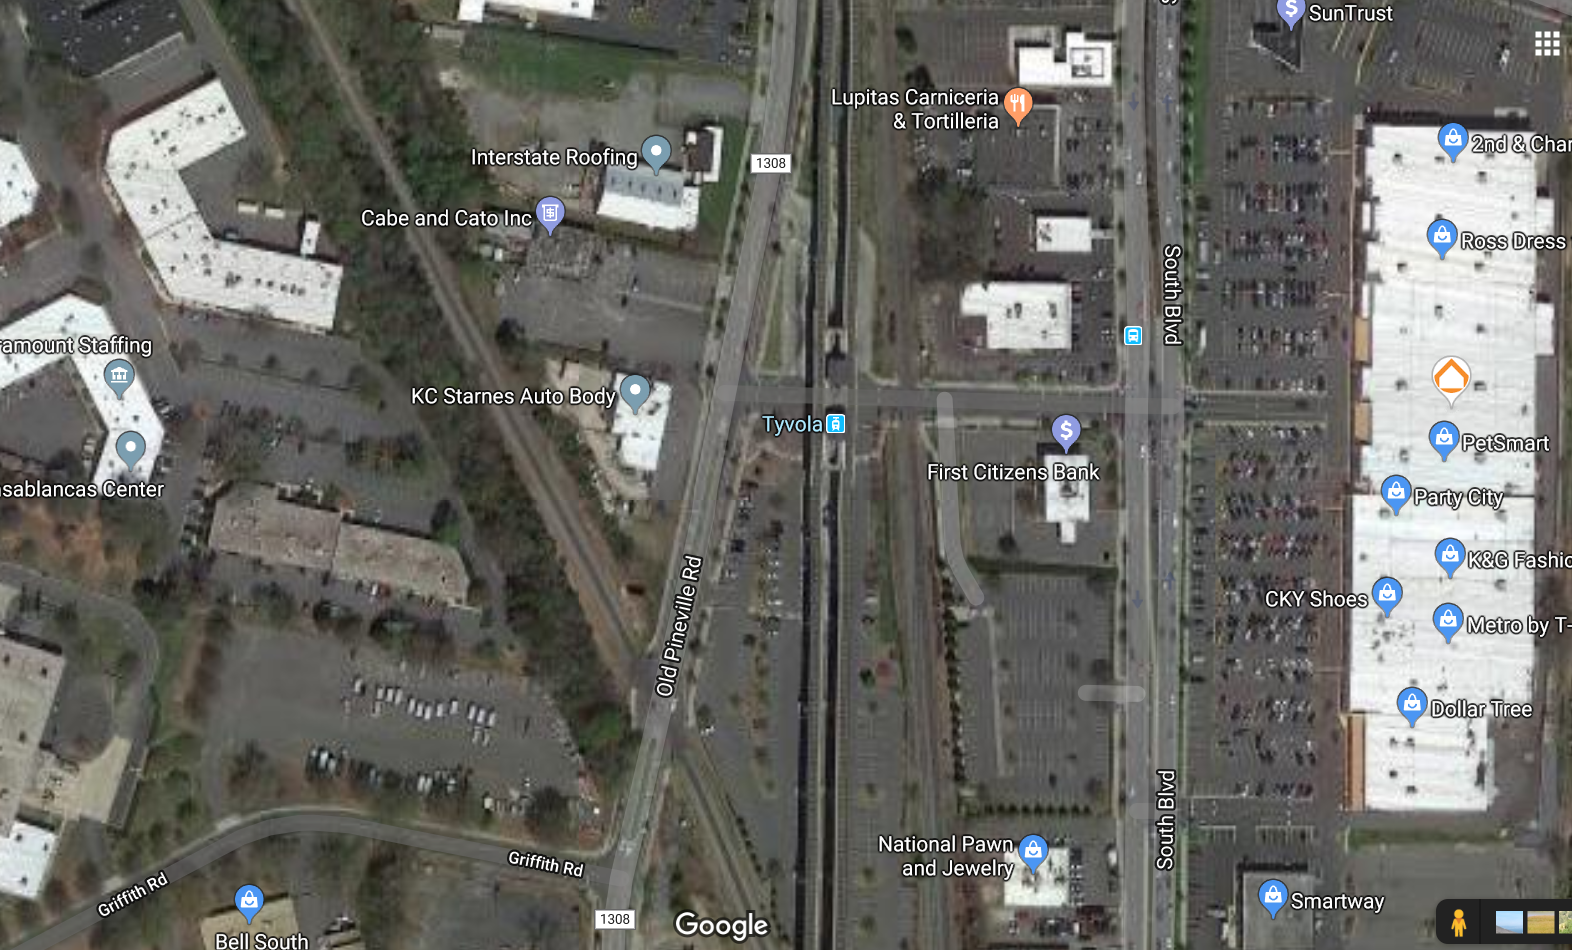 SunTrust
Lupitas Carniceria
& Tortilleria
1308
Interstate Roofing
2nd & Char
Cabe and Cato Inc
Ross Dress
South Blvd
ramount Staffing
KC Starnes Auto Body
Tyvola
PetSmart
First Citizens Bank
asablancas Center
Party City
K&G Fashio
CKY Shoes
Metro by T-
Old Pineville Rd
Dollar Tree
South Blvd
National Pawn
and Jewelry
Griffith Rd
Griffith Rd
Smartway
1308
Google
Bell South